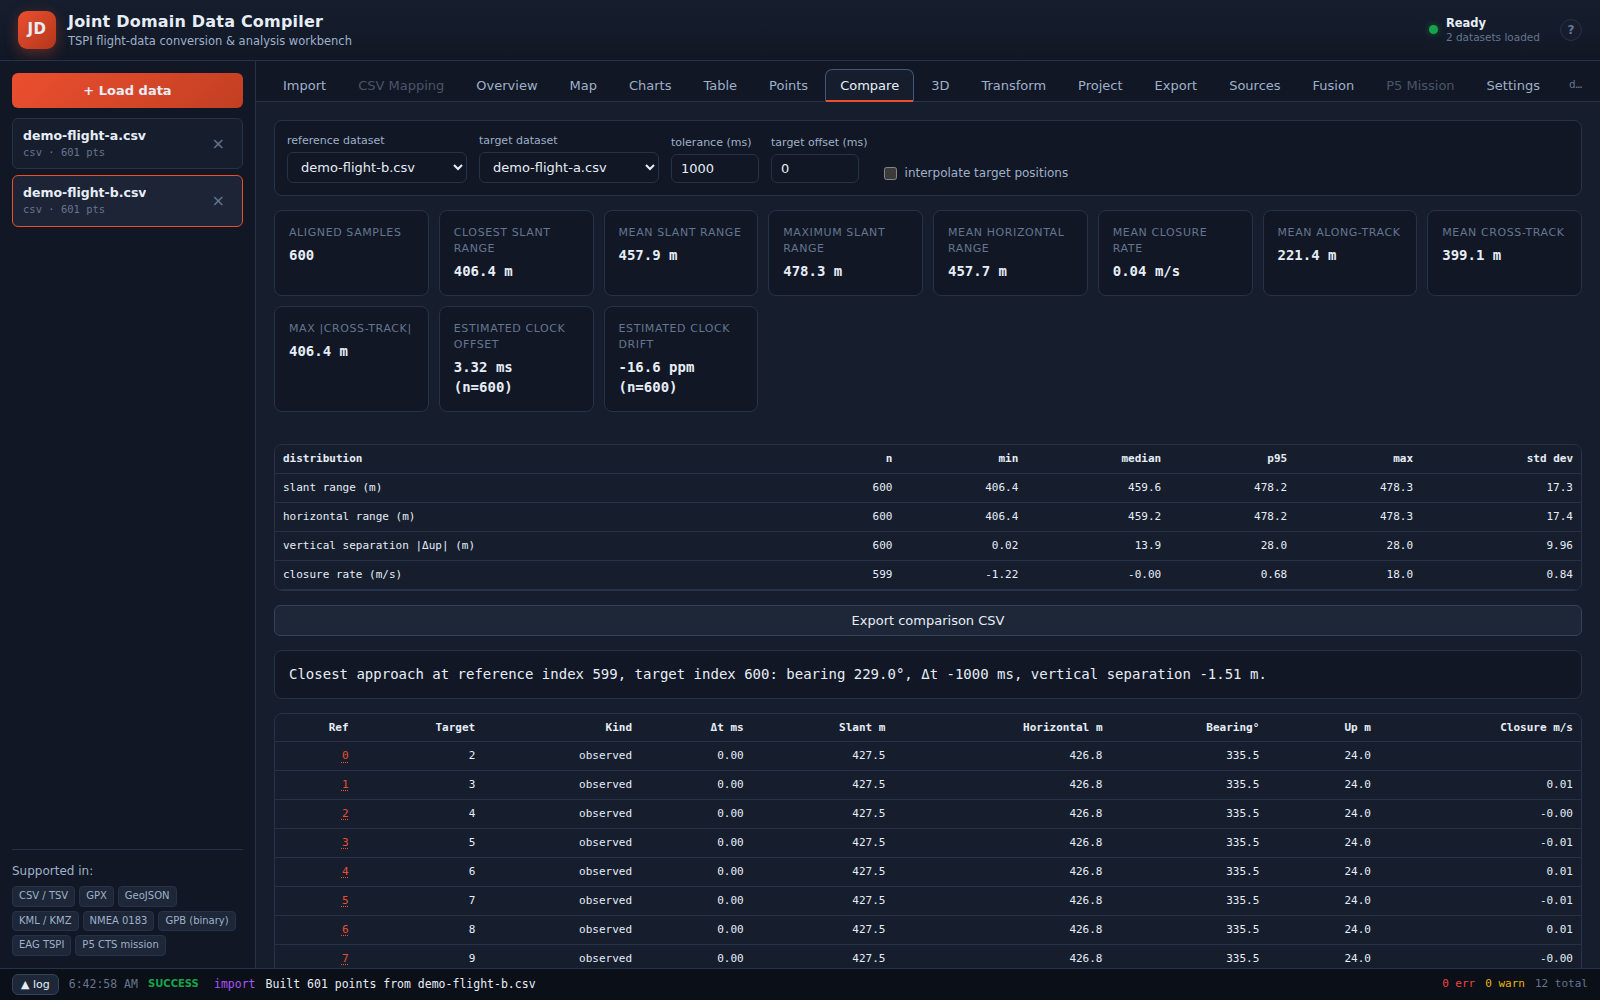 JD
Joint Domain Data Compiler
TSPI flight-data conversion & analysis workbench
Ready
2 datasets loaded
?
+ Load data
demo-flight-a.csv
csv · 601 pts
×
demo-flight-b.csv
csv · 601 pts
×
Supported in:
CSV / TSV GPX GeoJSON
KML / KMZ NMEA 0183 GPB (binary)
EAG TSPI P5 CTS mission
Import CSV Mapping Overview Map Charts Table Points Compare 3D Transform Project Export Sources Fusion P5 Mission Settings d…
reference dataset target dataset tolerance (ms) target offset (ms)
demo-flight-b.csv demo-flight-a.csv 1000 0 interpolate target positions
ALIGNED SAMPLES
600
CLOSEST SLANT
RANGE
406.4 m
MEAN SLANT RANGE
457.9 m
MAXIMUM SLANT
RANGE
478.3 m
MEAN HORIZONTAL
RANGE
457.7 m
MEAN CLOSURE
RATE
0.04 m/s
MEAN ALONG-TRACK
221.4 m
MEAN CROSS-TRACK
399.1 m
MAX |CROSS-TRACK|
406.4 m
ESTIMATED CLOCK
OFFSET
3.32 ms
(n=600)
ESTIMATED CLOCK
DRIFT
-16.6 ppm
(n=600)
distribution n min median p95 max std dev
slant range (m) 600 406.4 459.6 478.2 478.3 17.3
horizontal range (m) 600 406.4 459.2 478.2 478.3 17.4
vertical separation |Δup| (m) 600 0.02 13.9 28.0 28.0 9.96
closure rate (m/s) 599 -1.22 -0.00 0.68 18.0 0.84
Export comparison CSV
Closest approach at reference index 599, target index 600: bearing 229.0°, Δt -1000 ms, vertical separation -1.51 m.
Ref Target Kind Δt ms Slant m Horizontal m Bearing° Up m Closure m/s
0 2 observed 0.00 427.5 426.8 335.5 24.0
1 3 observed 0.00 427.5 426.8 335.5 24.0 0.01
2 4 observed 0.00 427.5 426.8 335.5 24.0 -0.00
3 5 observed 0.00 427.5 426.8 335.5 24.0 -0.01
4 6 observed 0.00 427.5 426.8 335.5 24.0 0.01
5 7 observed 0.00 427.5 426.8 335.5 24.0 -0.01
6 8 observed 0.00 427.5 426.8 335.5 24.0 0.01
7 9 observed 0.00 427.5 426.8 335.5 24.0 -0.00
▲ log 6:42:58 AM SUCCESS import Built 601 points from demo-flight-b.csv 0 err 0 warn 12 total